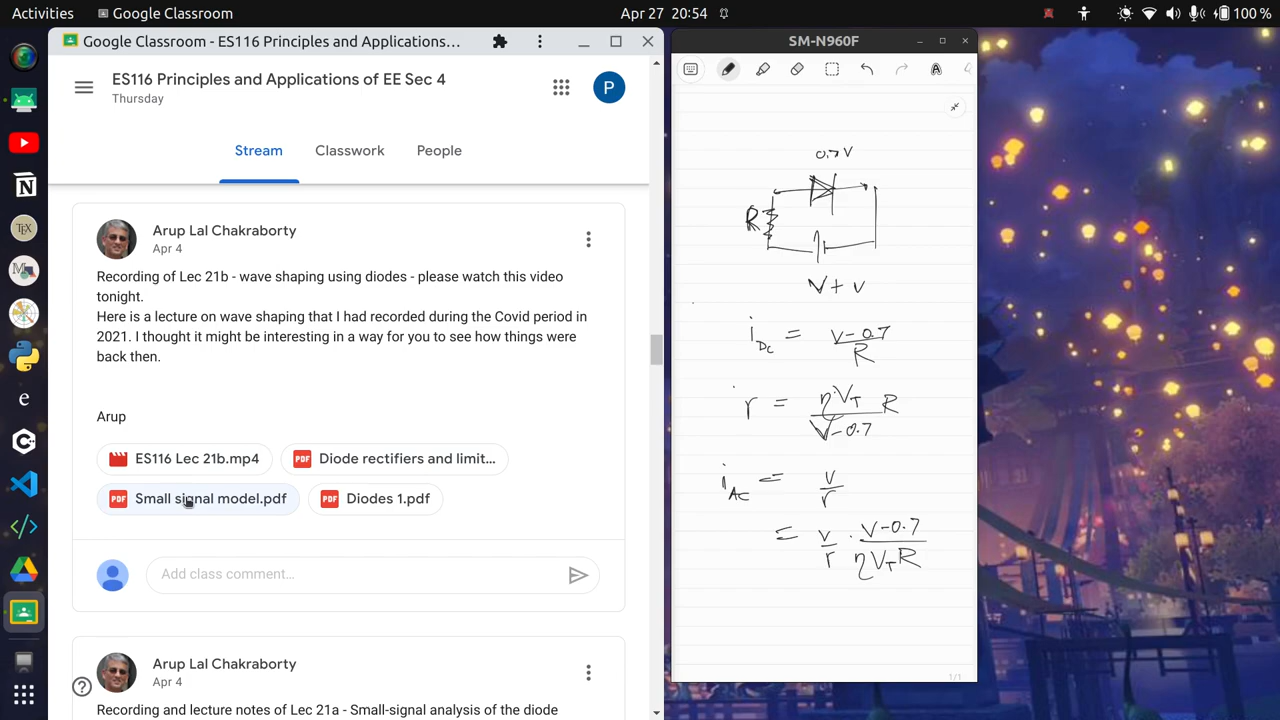 Activities
Google Classroom
Apr 27 20:54
100 %
Google Classroom - ES116 Principles and Applications…
ES116 Principles and Applications of EE Sec 4
Thursday
P
Stream
Classwork
People
Arup Lal Chakraborty
Apr 4
Recording of Lec 21b - wave shaping using diodes - please watch this video
tonight.
Here is a lecture on wave shaping that I had recorded during the Covid period in
2021. I thought it might be interesting in a way for you to see how things were
back then.
Arup
ES116 Lec 21b.mp4
PDF Diode rectifiers and limit...
PDF Small signal model.pdf
PDF Diodes 1.pdf
Add class comment…
Arup Lal Chakraborty
Apr 4
Recording and lecture notes of Lec 21a - Small-signal analysis of the diode
SM-N960F
0.7 V
R
V + v
i_DC = (V-0.7)/R
r = ηV_T R/(V-0.7)
i_AC = v/r
= v/r · (V-0.7)/(ηV_T R)
1/1